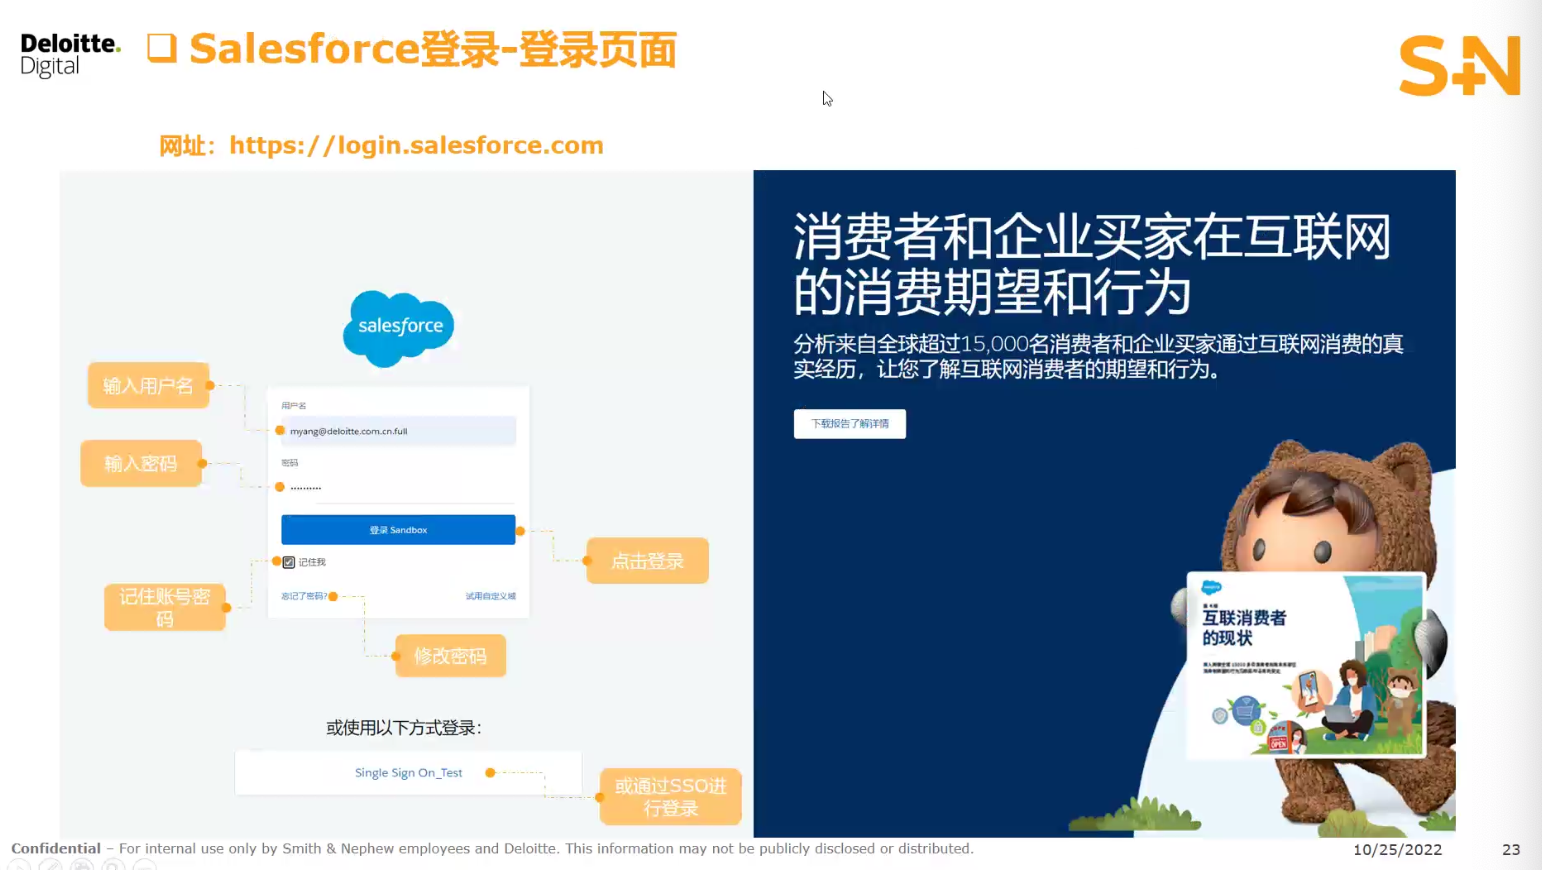 Deloitte.
Digital
Salesforce登录-登录页面
S+N
网址：https://login.salesforce.com
salesforce
输入用户名
用户名
myang@deloitte.com.cn.full
输入密码
密码
登录 Sandbox
点击登录
记住我
记住账号密
码
忘记了密码?
试用自定义域
修改密码
或使用以下方式登录：
Single Sign On_Test
或通过SSO进
行登录
消费者和企业买家在互联网
的消费期望和行为
分析来自全球超过15,000名消费者和企业买家通过互联网消费的真
实经历，让您了解互联网消费者的期望和行为。
下载报告了解详情
互联消费者
的现状
OPEN
Confidential – For internal use only by Smith & Nephew employees and Deloitte. This information may not be publicly disclosed or distributed.
10/25/2022
23